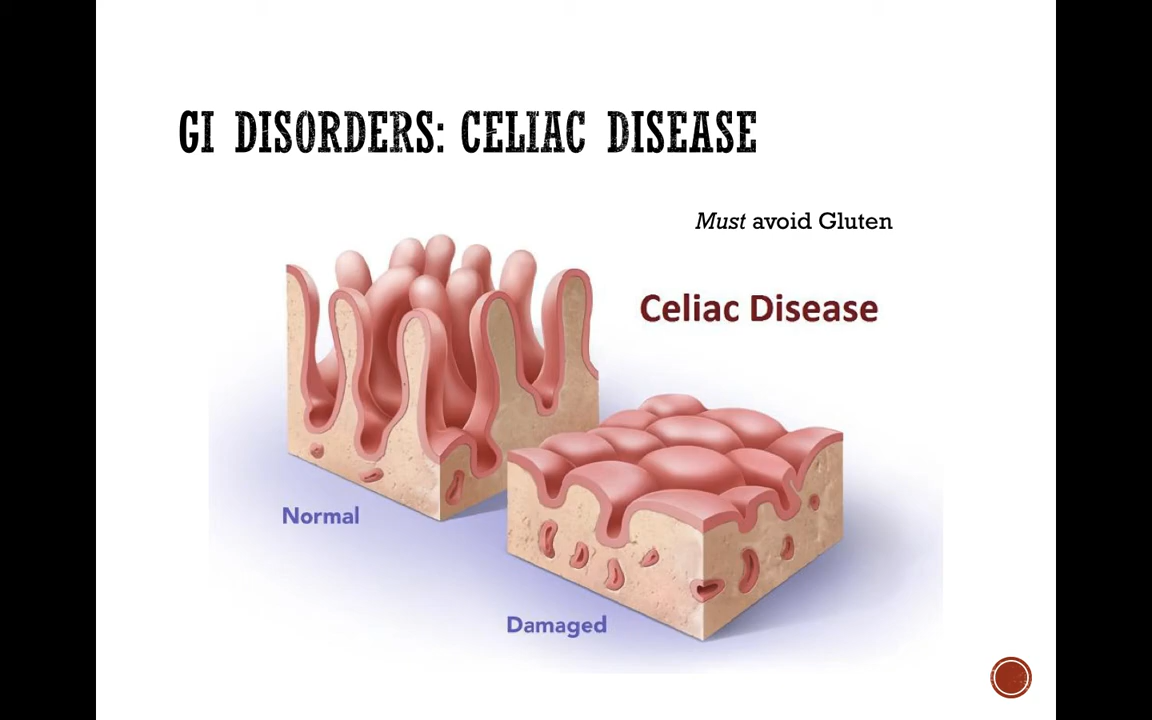 GI DISORDERS: CELIAC DISEASE
Must avoid Gluten
Celiac Disease
Normal
Damaged